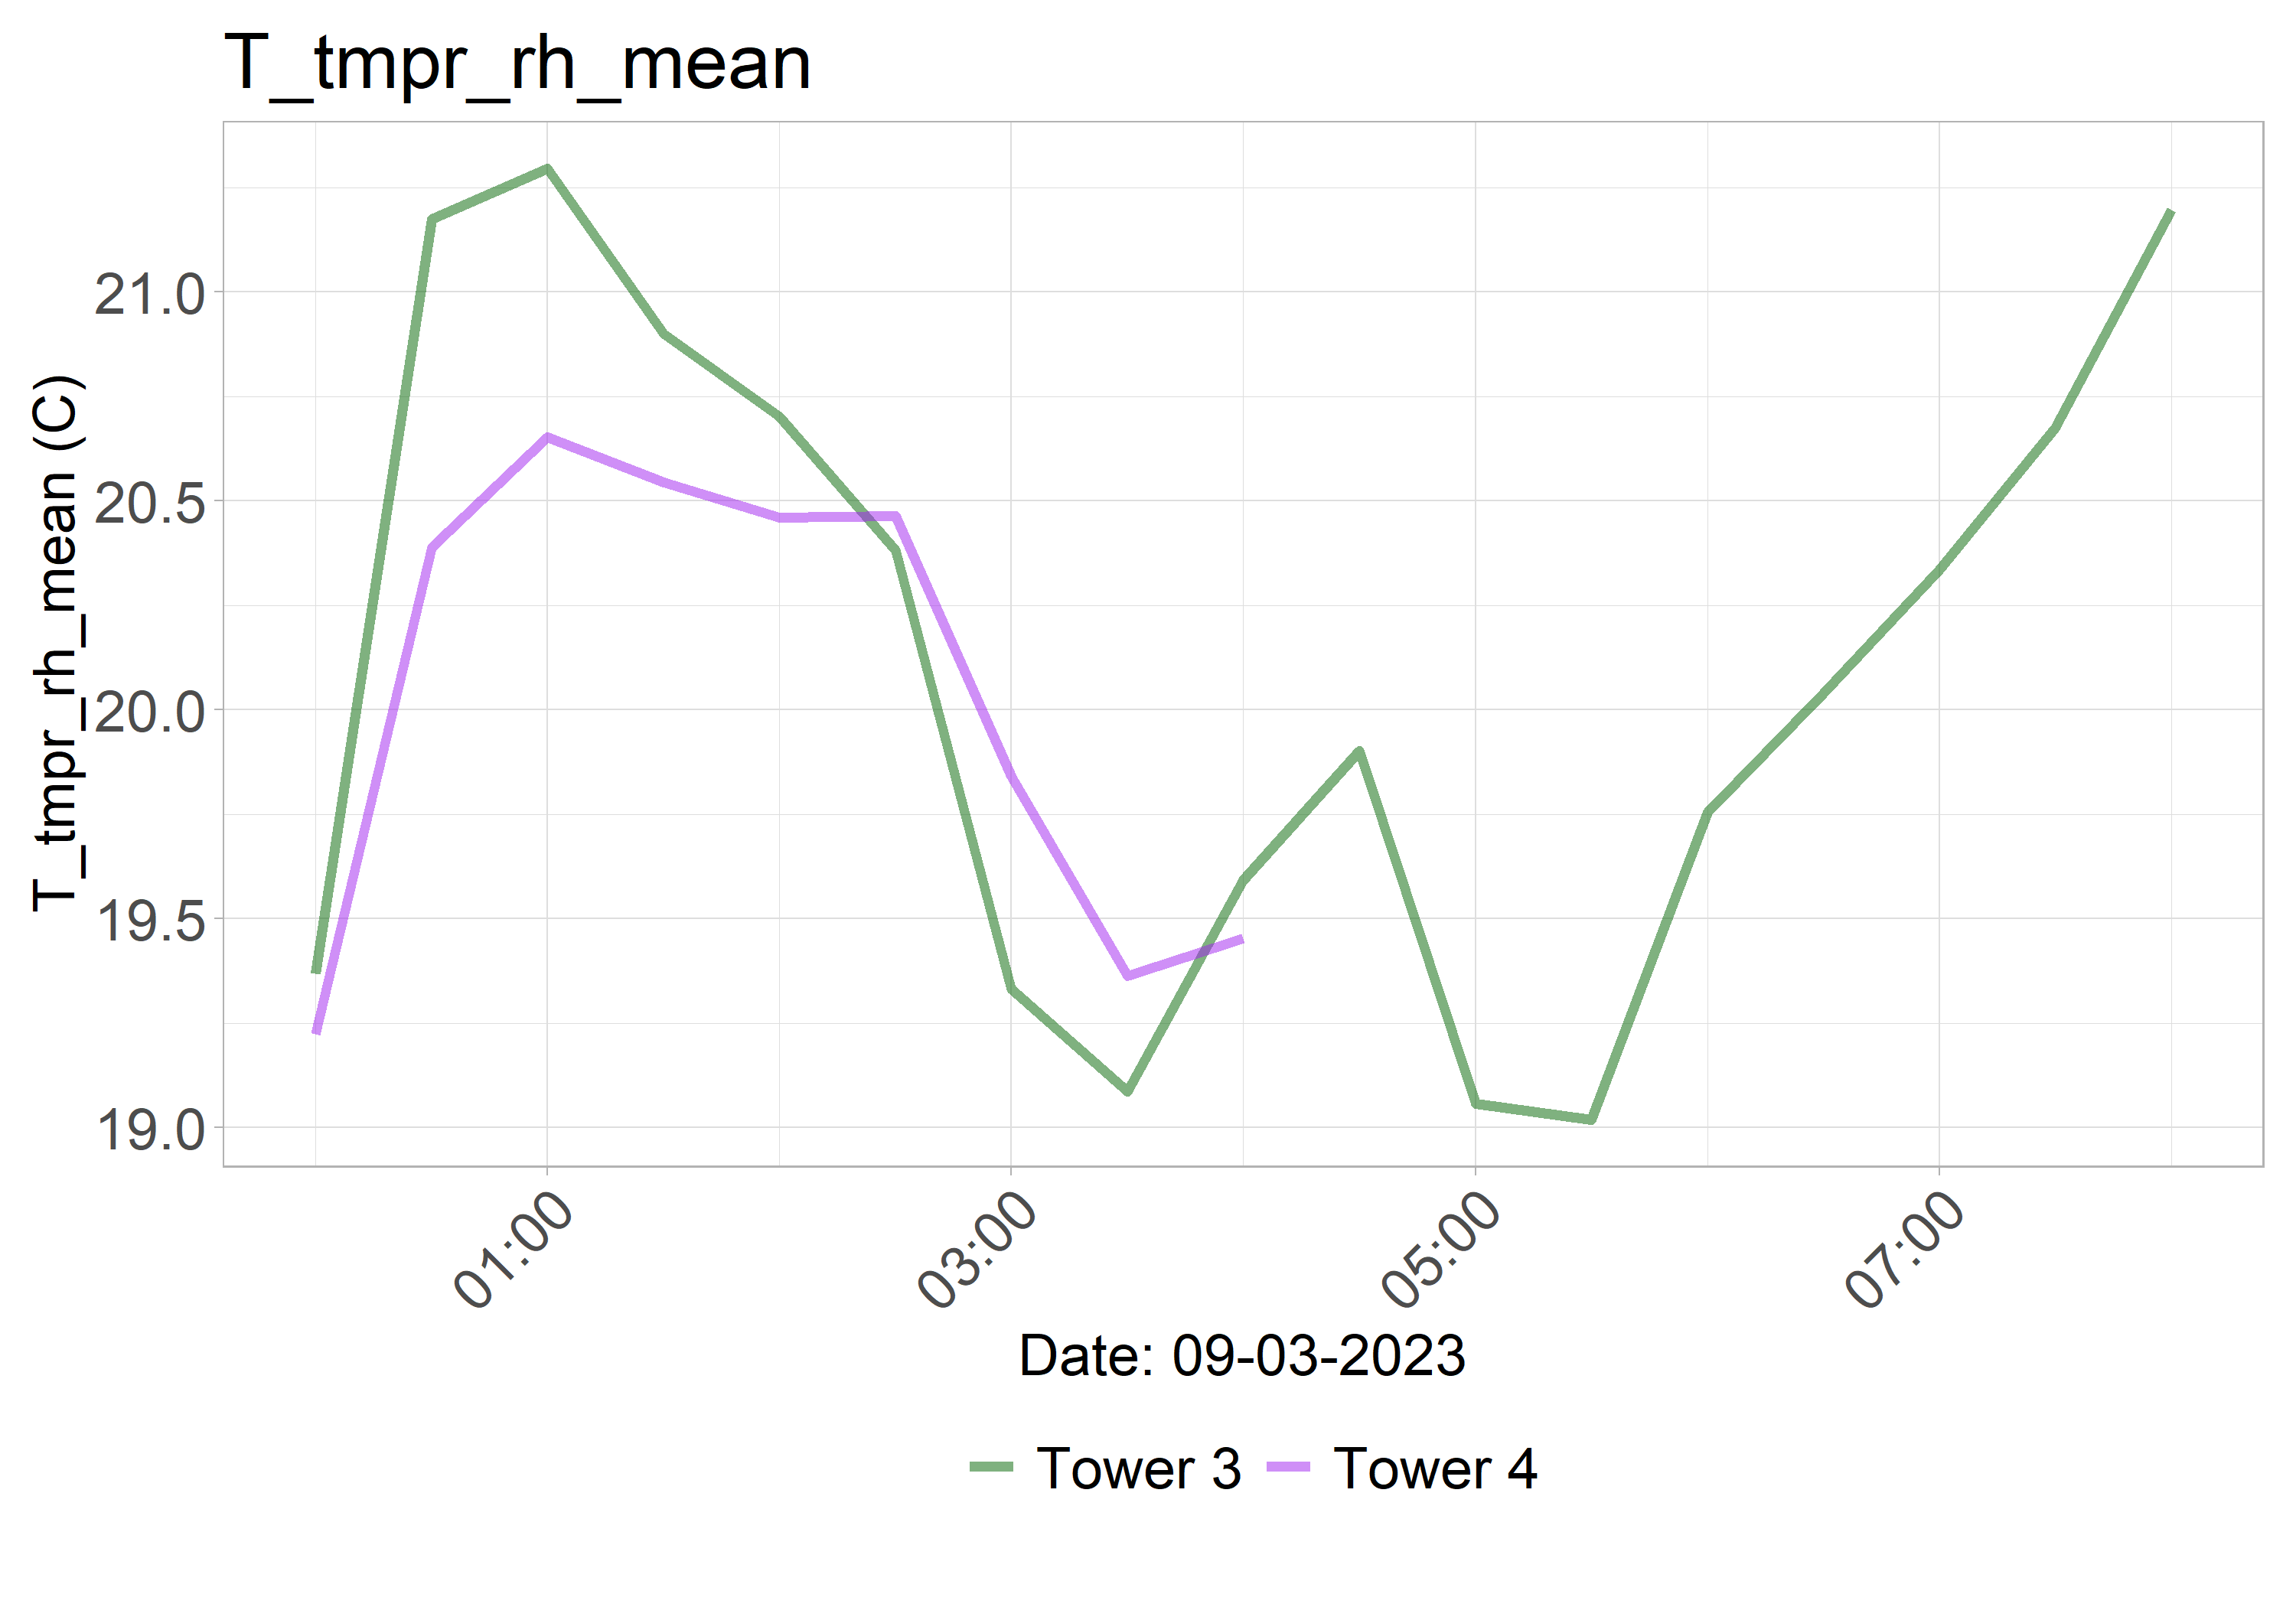 T_tmpr_rh_mean
T_tmpr_rh_mean (C)
21.0
20.5
20.0
19.5
19.0
01:00
03:00
05:00
07:00
Date: 09-03-2023
Tower 3
Tower 4